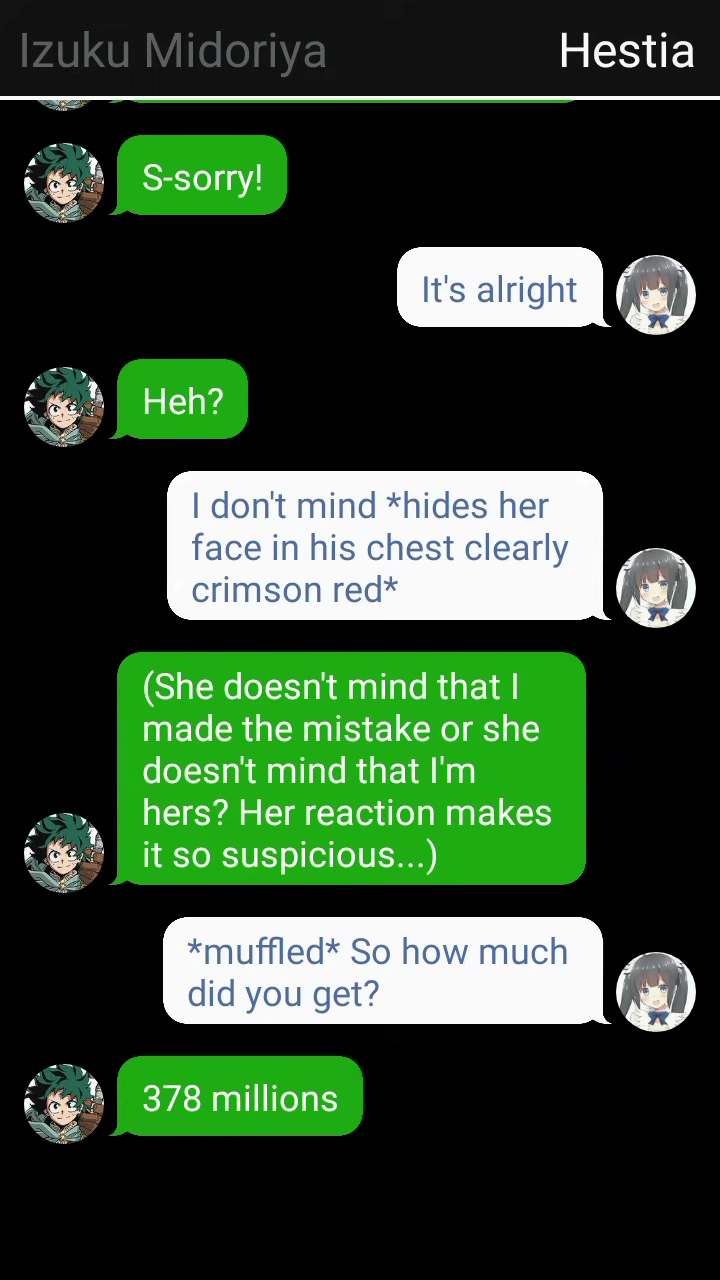 Izuku Midoriya
Hestia
S-sorry!
It's alright
Heh?
I don't mind *hides her
face in his chest clearly
crimson red*
(She doesn't mind that I
made the mistake or she
doesn't mind that I'm
hers? Her reaction makes
it so suspicious...)
*muffled* So how much
did you get?
378 millions